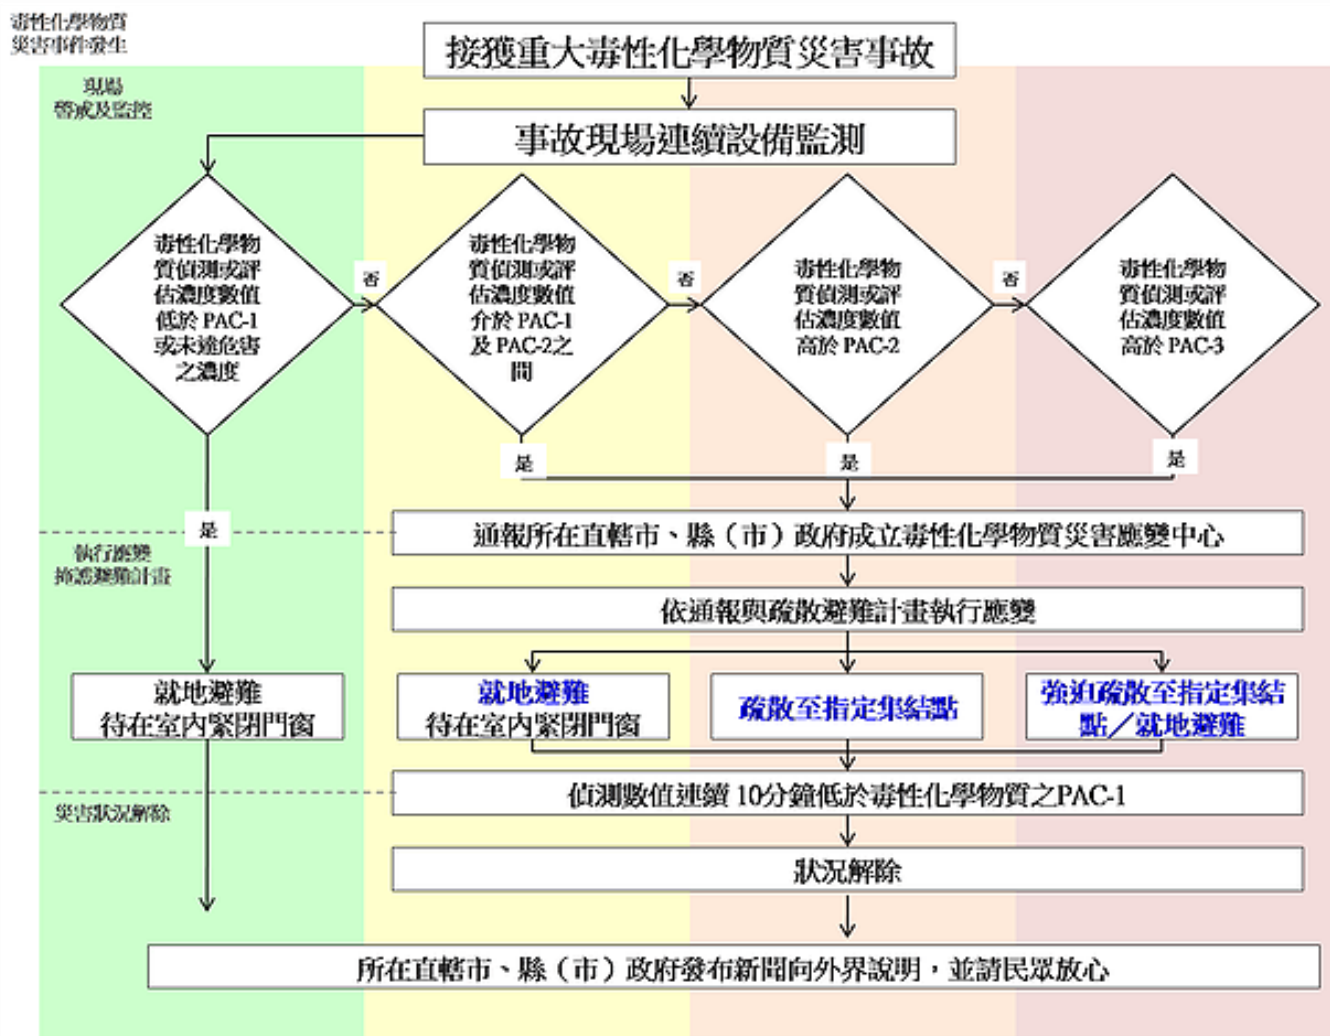 毒性化學物質
災害事件發生
接獲重大毒性化學物質災害事故
現場
警戒及監控
事故現場連續設備監測
毒性化學物
質偵測或評
估濃度數值
低於 PAC-1
或未達危害
之濃度
否
毒性化學物
質偵測或評
估濃度數值
介於 PAC-1
及 PAC-2之
間
否
毒性化學物
質偵測或評
估濃度數值
高於 PAC-2
否
毒性化學物
質偵測或評
估濃度數值
高於 PAC-3
是
是
是
是
通報所在直轄市、縣（市）政府成立毒性化學物質災害應變中心
執行應變
掩護避難計畫
依通報與疏散避難計畫執行應變
就地避難
待在室內緊閉門窗
就地避難
待在室內緊閉門窗
疏散至指定集結點
強迫疏散至指定集結
點／就地避難
偵測數值連續 10分鐘低於毒性化學物質之PAC-1
災害狀況解除
狀況解除
所在直轄市、縣（市）政府發布新聞向外界說明，並請民眾放心